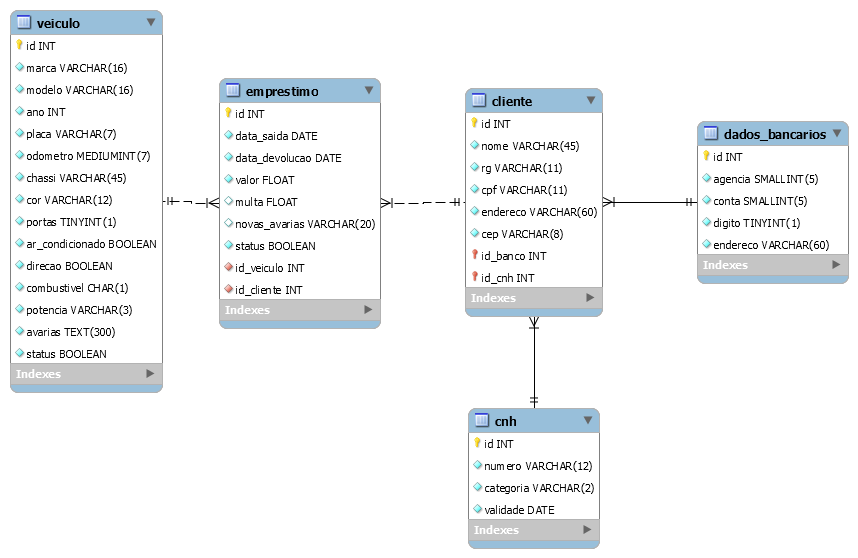 veiculo
id INT
marca VARCHAR(16)
modelo VARCHAR(16)
ano INT
placa VARCHAR(7)
odometro MEDIUMINT(7)
chassi VARCHAR(45)
cor VARCHAR(12)
portas TINYINT(1)
ar_condicionado BOOLEAN
direcao BOOLEAN
combustivel CHAR(1)
potencia VARCHAR(3)
avarias TEXT(300)
status BOOLEAN
Indexes
emprestimo
id INT
data_saida DATE
data_devolucao DATE
valor FLOAT
multa FLOAT
novas_avarias VARCHAR(20)
status BOOLEAN
id_veiculo INT
id_cliente INT
Indexes
cliente
id INT
nome VARCHAR(45)
rg VARCHAR(11)
cpf VARCHAR(11)
endereco VARCHAR(60)
cep VARCHAR(8)
id_banco INT
id_cnh INT
Indexes
dados_bancarios
id INT
agencia SMALLINT(5)
conta SMALLINT(5)
digito TINYINT(1)
endereco VARCHAR(60)
Indexes
cnh
id INT
numero VARCHAR(12)
categoria VARCHAR(2)
validade DATE
Indexes